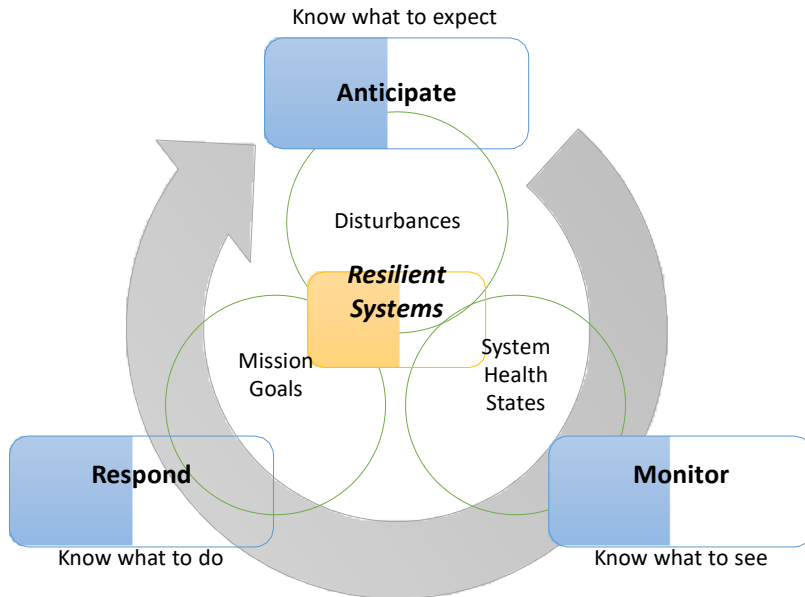 Know what to expect
Anticipate
Disturbances
Resilient
Systems
Mission
Goals
System
Health
States
Respond
Monitor
Know what to do
Know what to see